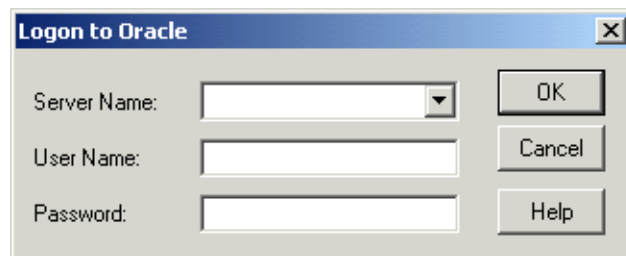 Logon to Oracle
Server Name:
OK
User Name:
Cancel
Password:
Help